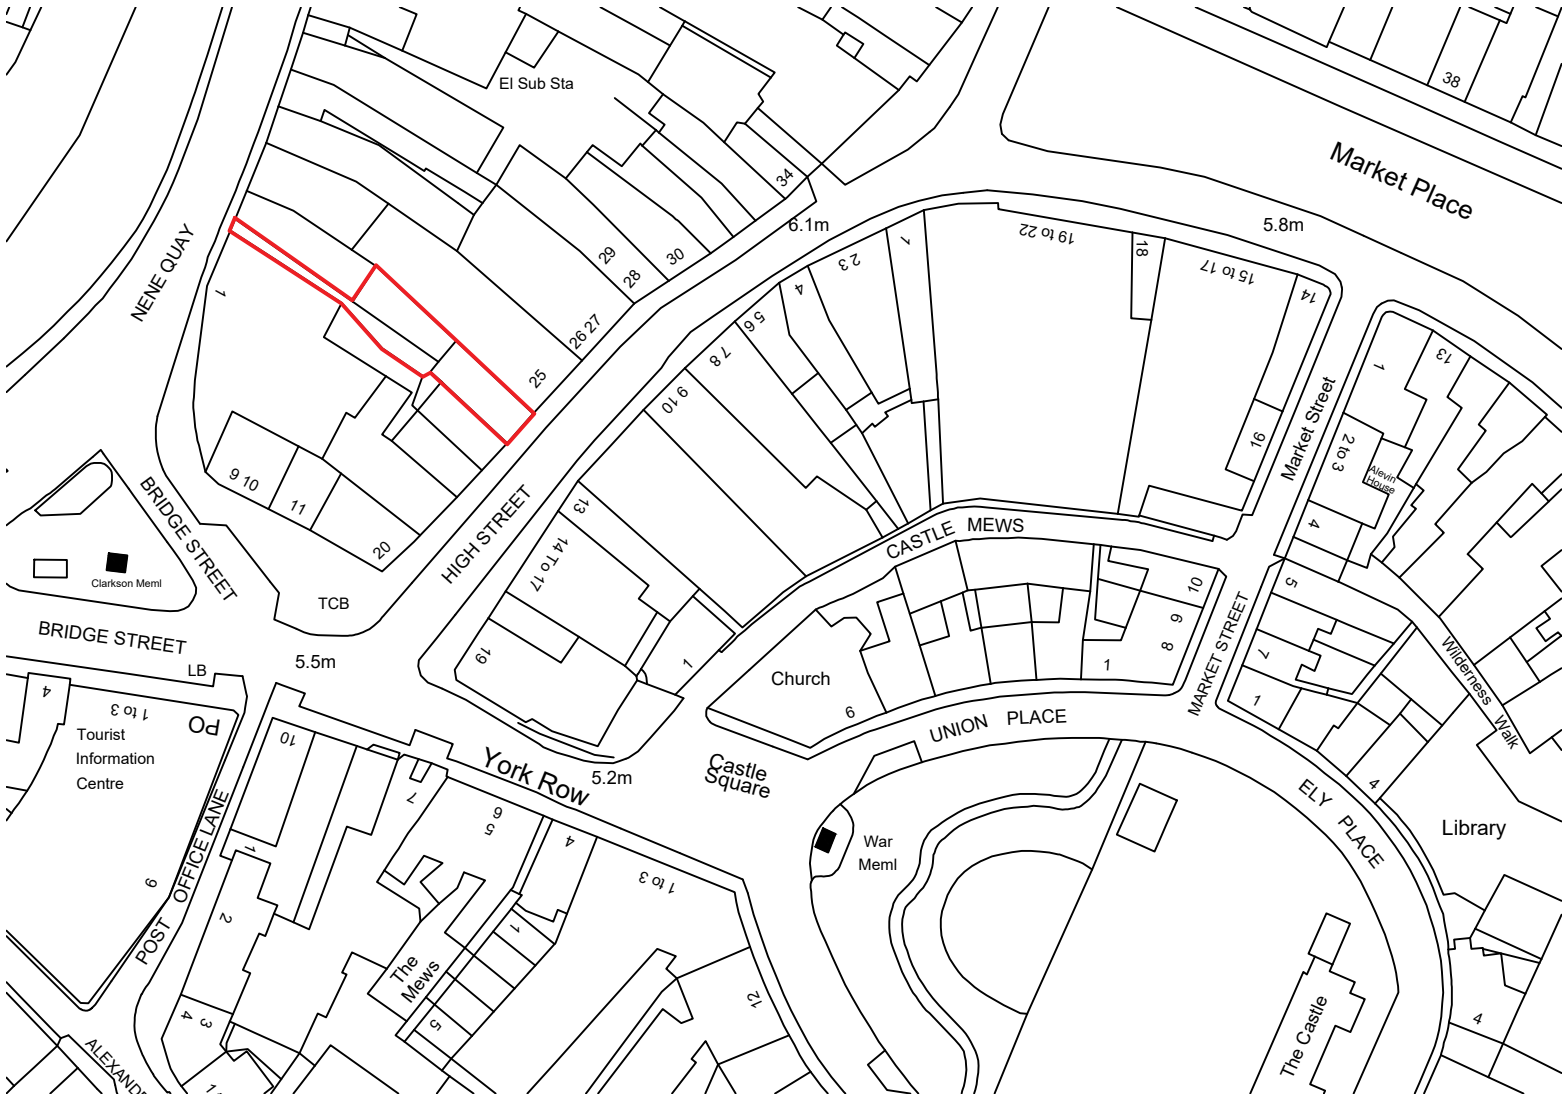 El Sub Sta
38
Market Place
34
6.1m
5.8m
NENE QUAY
29
28
30
1
19 to 22
18
15 to 17
14
2 3
1
4
5 6
7 8
9 10
26 27
25
1
13
Market Street
2 to 3
Alevin
House
16
4
9 10
11
20
BRIDGE STREET
HIGH STREET
13
14 To 17
CASTLE MEWS
Clarkson Meml
TCB
BRIDGE STREET
LB
5.5m
19
1
Church
6
10
9
8
1
MARKET STREET
5
7
1
4
Wilderness Walk
UNION PLACE
4
1 to 3
PO
Tourist
Information
Centre
10
York Row
5.2m
Castle
Square
7
6
5
4
1 to 3
War
Meml
ELY PLACE
Library
POST OFFICE LANE
9
1
2
The
Mews
1
5
12
3
4
The Castle
4
ALEXAND